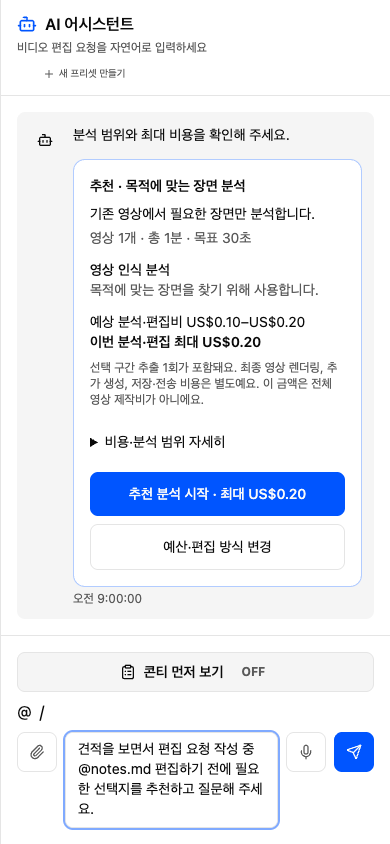 AI 어시스턴트
비디오 편집 요청을 자연어로 입력하세요
+ 새 프리셋 만들기
분석 범위와 최대 비용을 확인해 주세요.
추천 · 목적에 맞는 장면 분석
기존 영상에서 필요한 장면만 분석합니다.
영상 1개 · 총 1분 · 목표 30초
영상 인식 분석
목적에 맞는 장면을 찾기 위해 사용합니다.
예상 분석·편집비 US$0.10–US$0.20
이번 분석·편집 최대 US$0.20
선택 구간 추출 1회가 포함돼요. 최종 영상 렌더링, 추
가 생성, 저장·전송 비용은 별도예요. 이 금액은 전체
영상 제작비가 아니에요.
▶ 비용·분석 범위 자세히
추천 분석 시작 · 최대 US$0.20
예산·편집 방식 변경
오전 9:00:00
콘티 먼저 보기 OFF
@ /
견적을 보면서 편집 요청 작성 중
@notes.md 편집하기 전에 필요
한 선택지를 추천하고 질문해 주세
요.